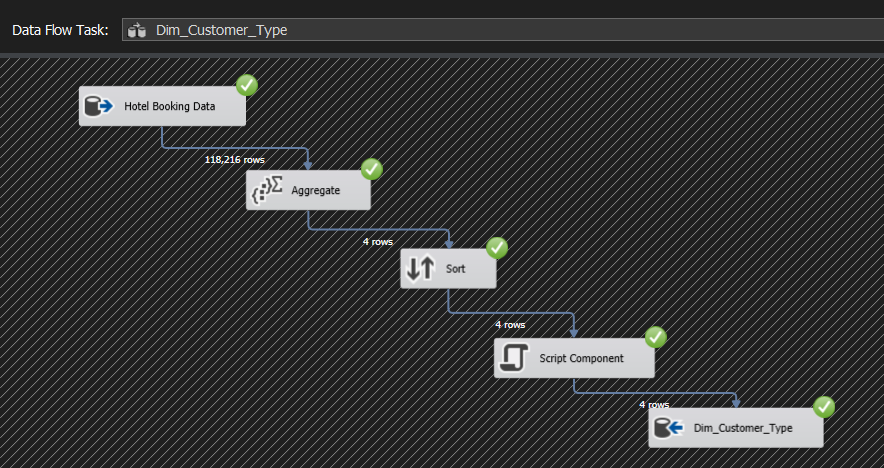 Data Flow Task: Dim_Customer_Type
Hotel Booking Data
118,216 rows
Aggregate
4 rows
Sort
4 rows
Script Component
4 rows
Dim_Customer_Type